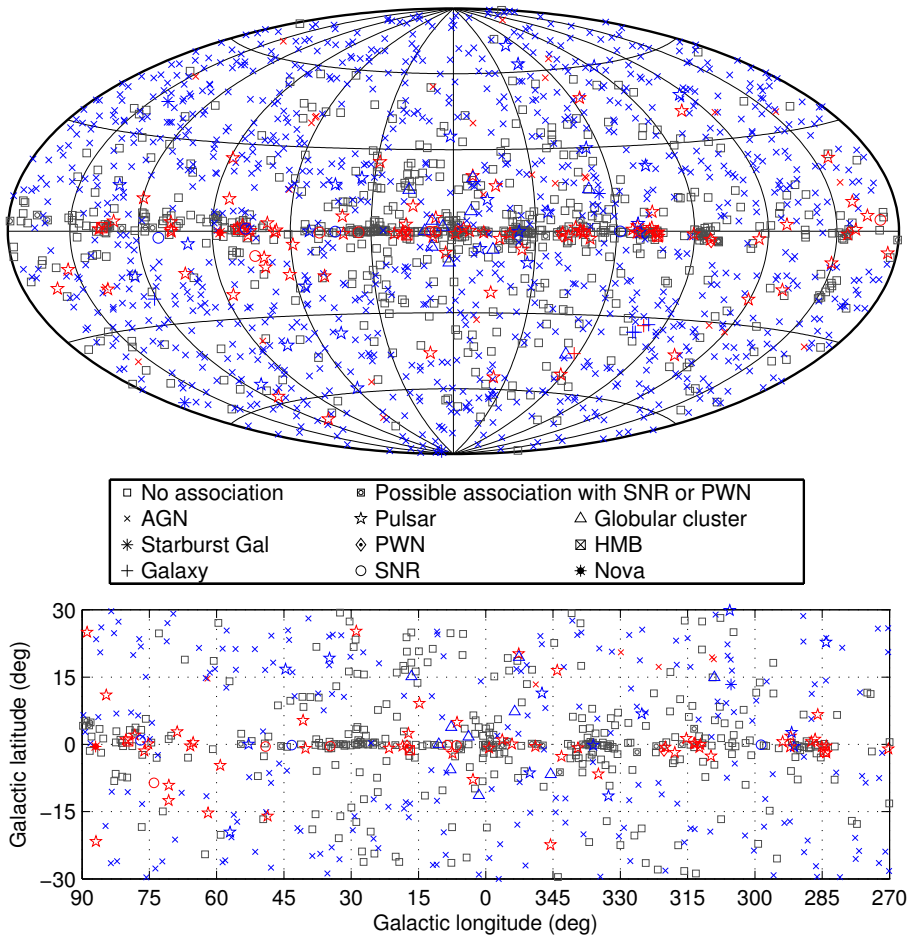 No association
Possible association with SNR or PWN
AGN
Pulsar
Globular cluster
Starburst Gal
PWN
HMB
Galaxy
SNR
Nova
30
15
0
−15
−30
Galactic latitude (deg)
90 75 60 45 30 15 0 345 330 315 300 285 270
Galactic longitude (deg)